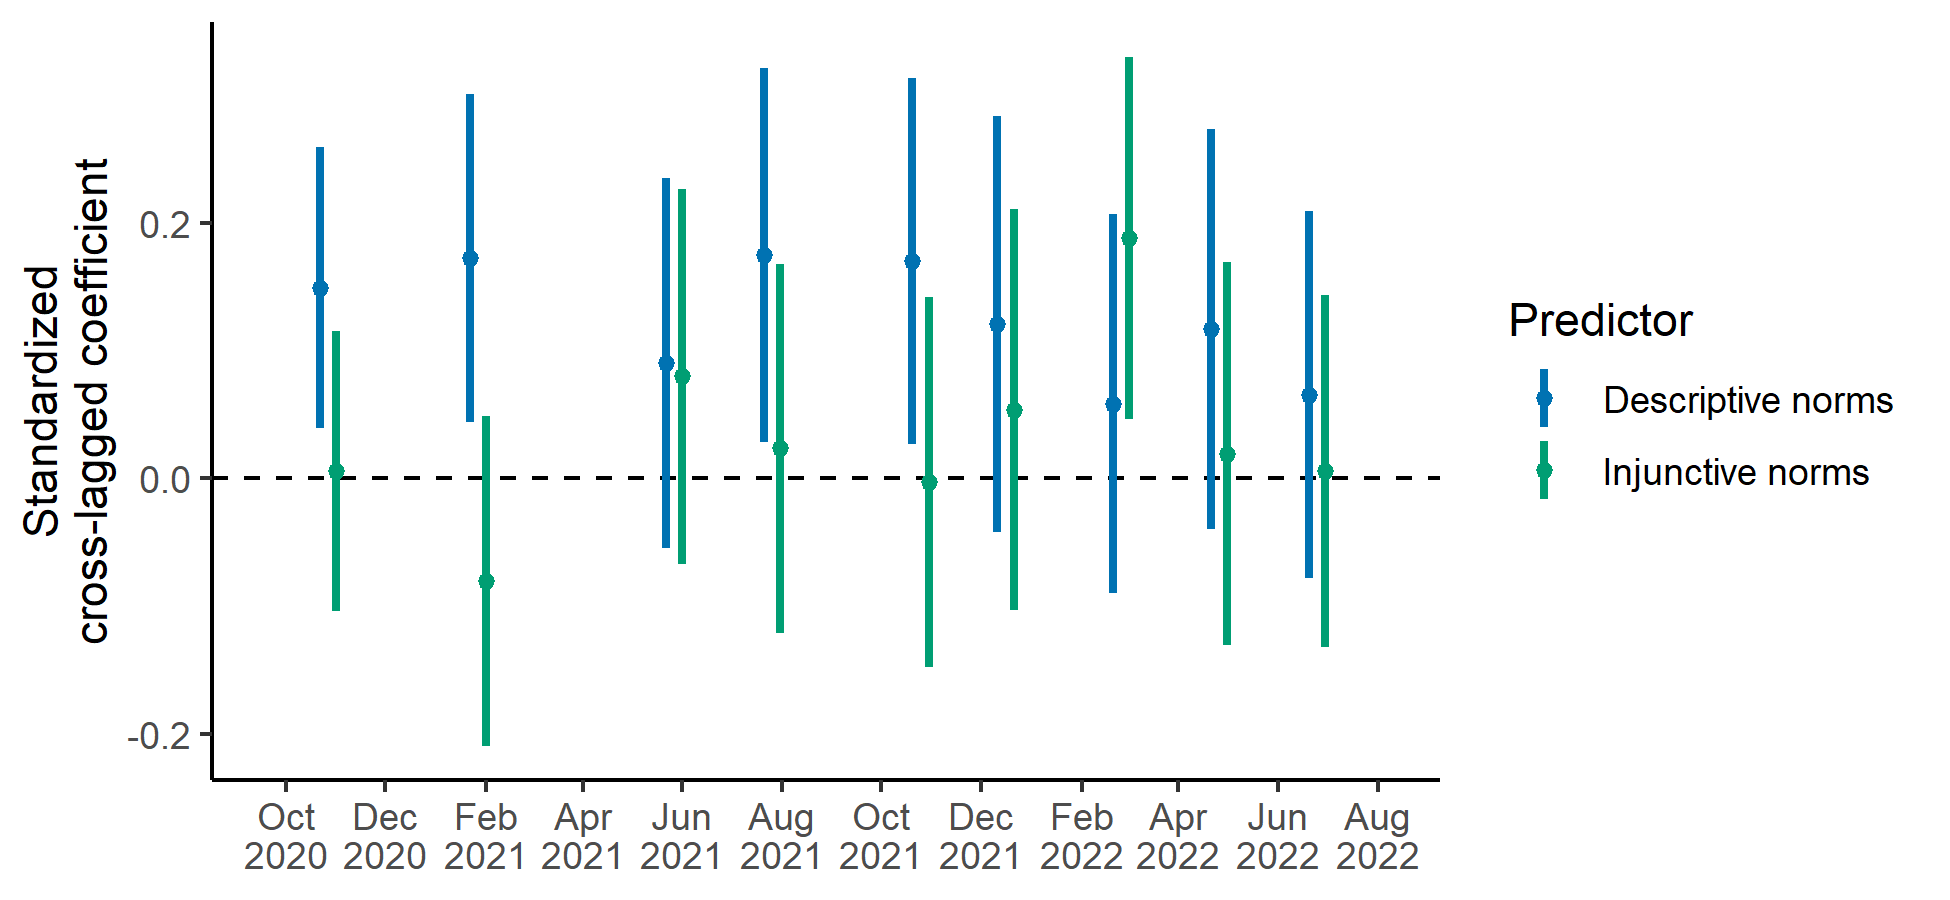 Standardized
cross-lagged coefficient
0.2
0.0
-0.2
Oct Dec Feb Apr Jun Aug Oct Dec Feb Apr Jun Aug
2020 2020 2021 2021 2021 2021 2021 2021 2022 2022 2022 2022
Predictor
Descriptive norms
Injunctive norms